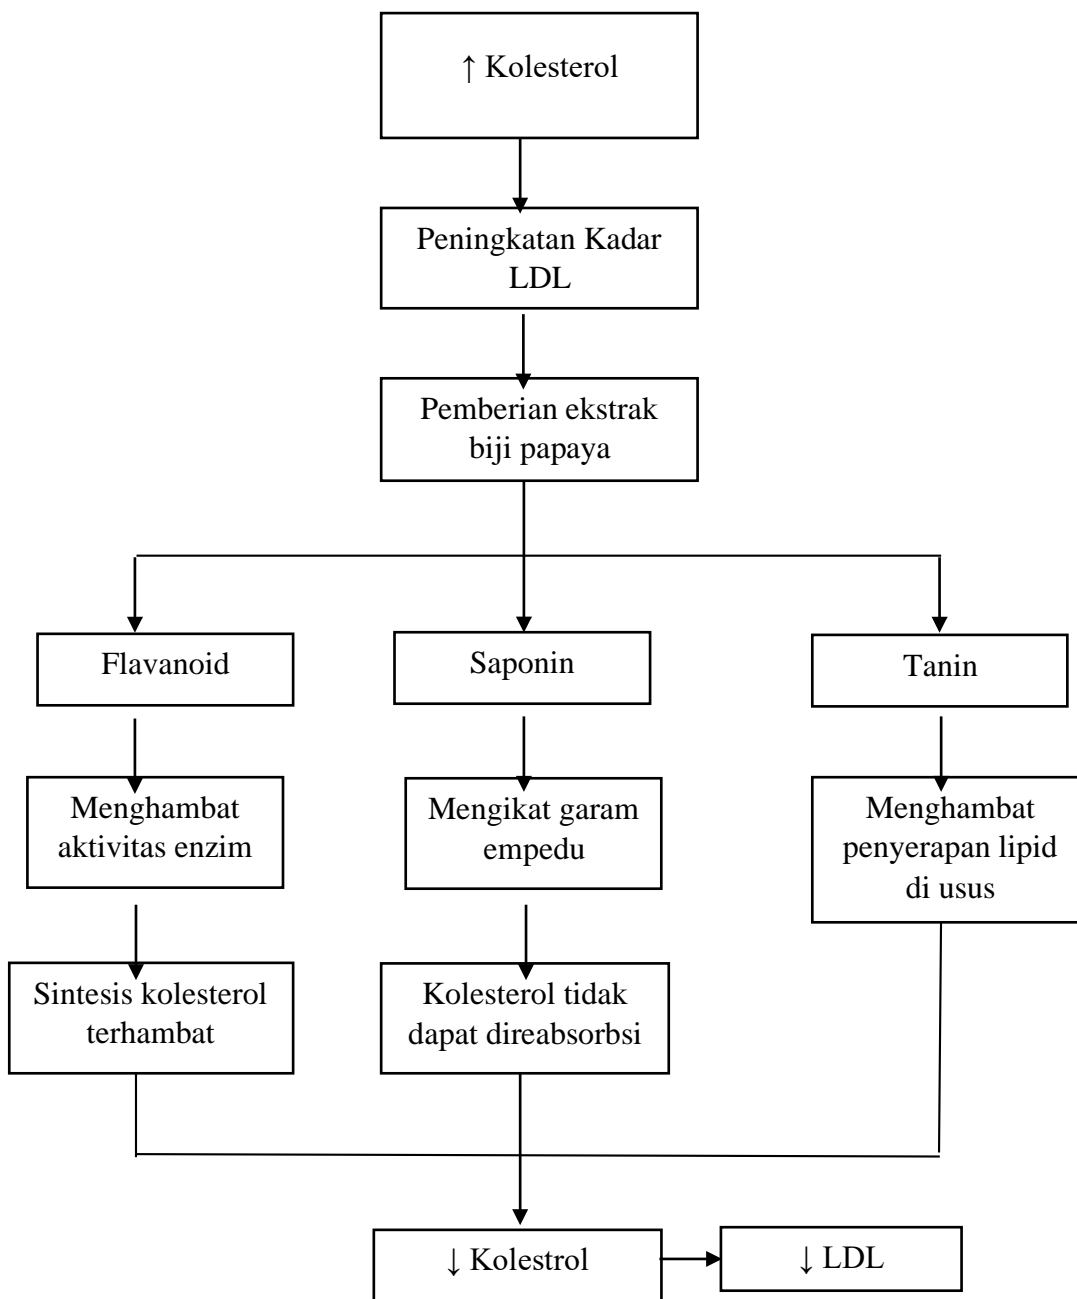 ↑ Kolesterol
Peningkatan Kadar
LDL
Pemberian ekstrak
biji papaya
Flavanoid
Saponin
Tanin
Menghambat
aktivitas enzim
Mengikat garam
empedu
Menghambat
penyerapan lipid
di usus
Sintesis kolesterol
terhambat
Kolesterol tidak
dapat direabsorbsi
↓ Kolestrol
↓ LDL